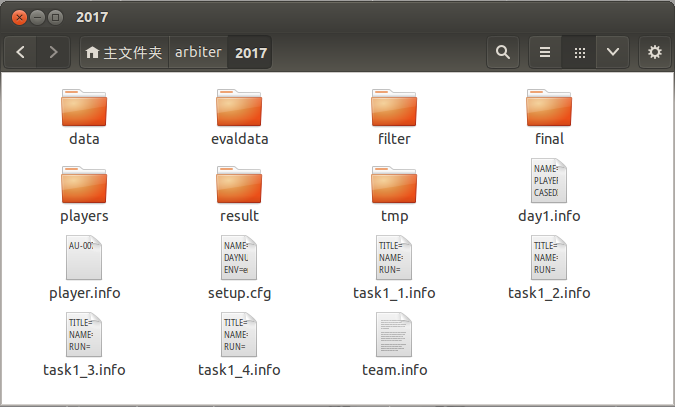 2017
主文件夹 arbiter 2017
data evaldata filter final
NAME=
PLAYE
CASED
players result tmp day1.info
AU-00
NAME=
DAYNU
ENV=e
TITLE=
NAME=
RUN=
TITLE=
NAME=
RUN=
player.info setup.cfg task1_1.info task1_2.info
TITLE=
NAME=
RUN=
TITLE=
NAME=
RUN=
task1_3.info task1_4.info team.info